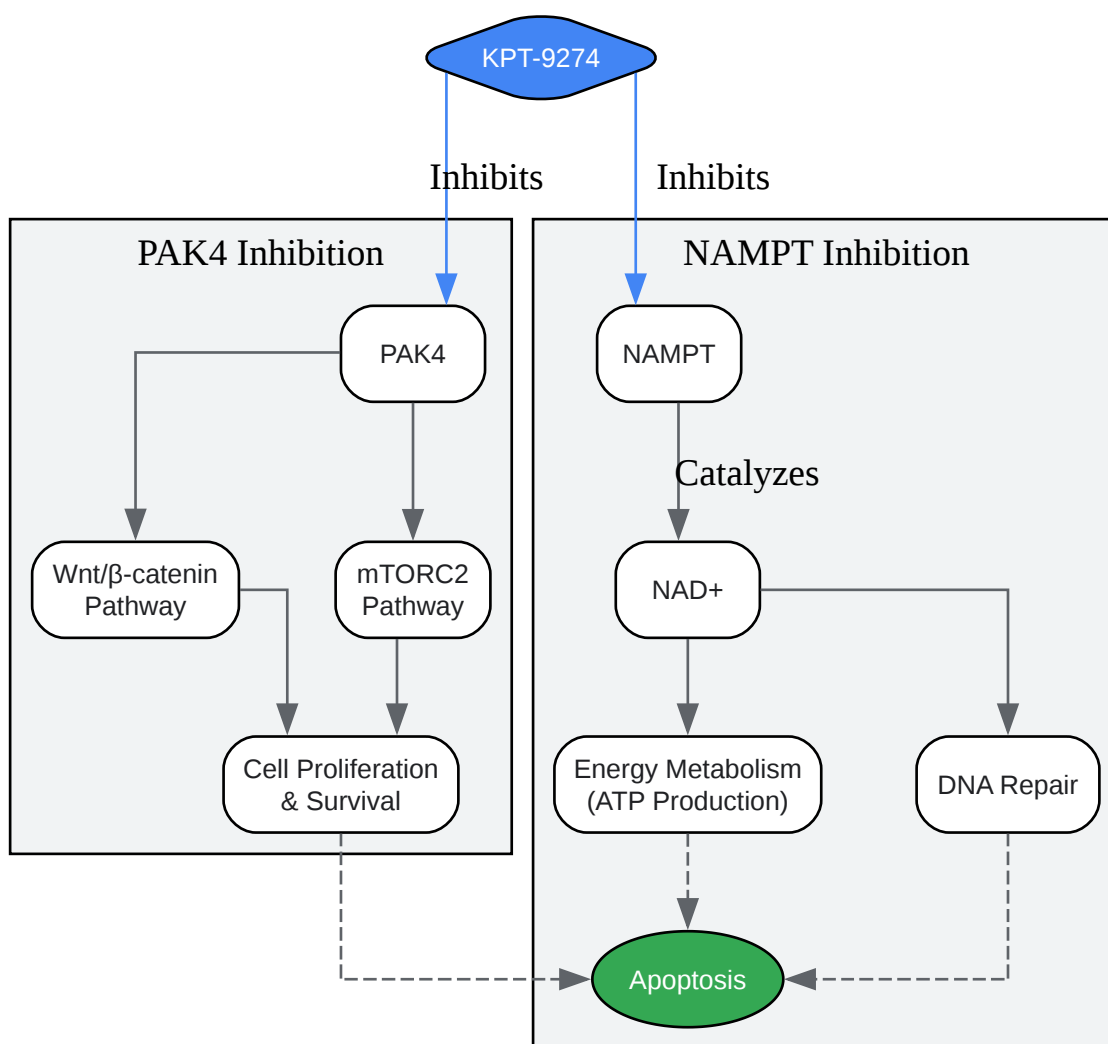 KPT-9274
Inhibits
Inhibits
PAK4 Inhibition
NAMPT Inhibition
PAK4
NAMPT
Catalyzes
Wnt/β-catenin
Pathway
mTORC2
Pathway
NAD+
Cell Proliferation
& Survival
Energy Metabolism
(ATP Production)
DNA Repair
Apoptosis